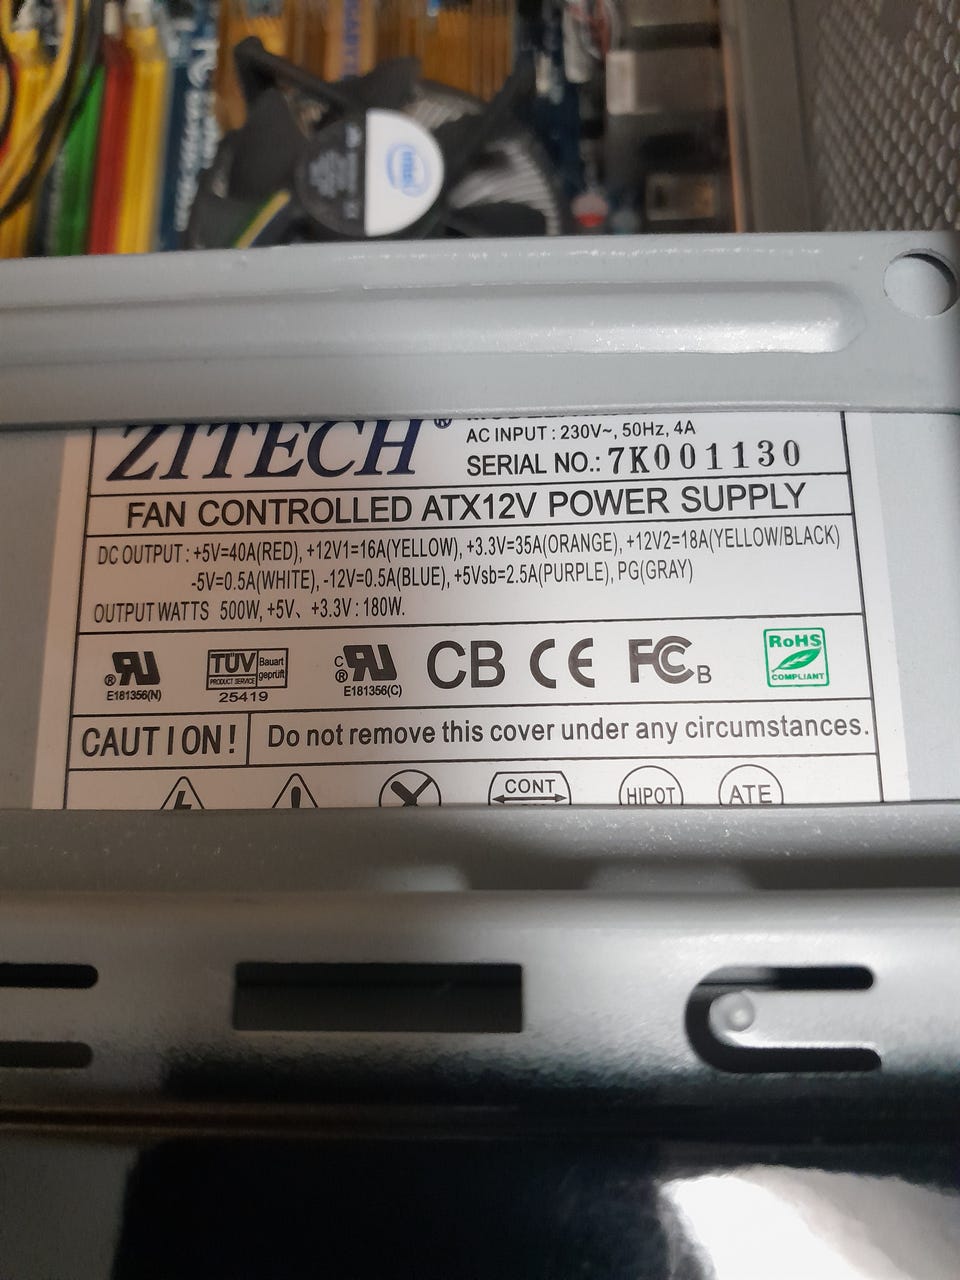 intel
ZITECH®
AC INPUT : 230V~, 50Hz, 4A
SERIAL NO.: 7K001130
FAN CONTROLLED ATX12V POWER SUPPLY
DC OUTPUT : +5V=40A(RED), +12V1=16A(YELLOW), +3.3V=35A(ORANGE), +12V2=18A(YELLOW/BLACK)
-5V=0.5A(WHITE), -12V=0.5A(BLUE), +5Vsb=2.5A(PURPLE), PG(GRAY)
OUTPUT WATTS 500W, +5V、 +3.3V : 180W.
® RU
E181356(N)
TÜV Bauart geprüft
PRODUCT SERVICE
25419
C ® RU
E181356(C)
CB CE FC B
RoHS
COMPLIANT
CAUTION! Do not remove this cover under any circumstances.
CONT HIPOT ATE